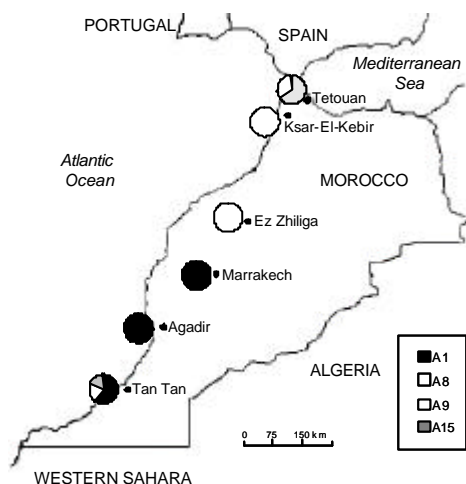 PORTUGAL
SPAIN
Mediterranean
Sea
Tetouan
Ksar-El-Kebir
Atlantic
Ocean
MOROCCO
Ez Zhiliga
Marrakech
Agadir
ALGERIA
Tan Tan
A1
A8
A9
A15
0 75 150 km
WESTERN SAHARA